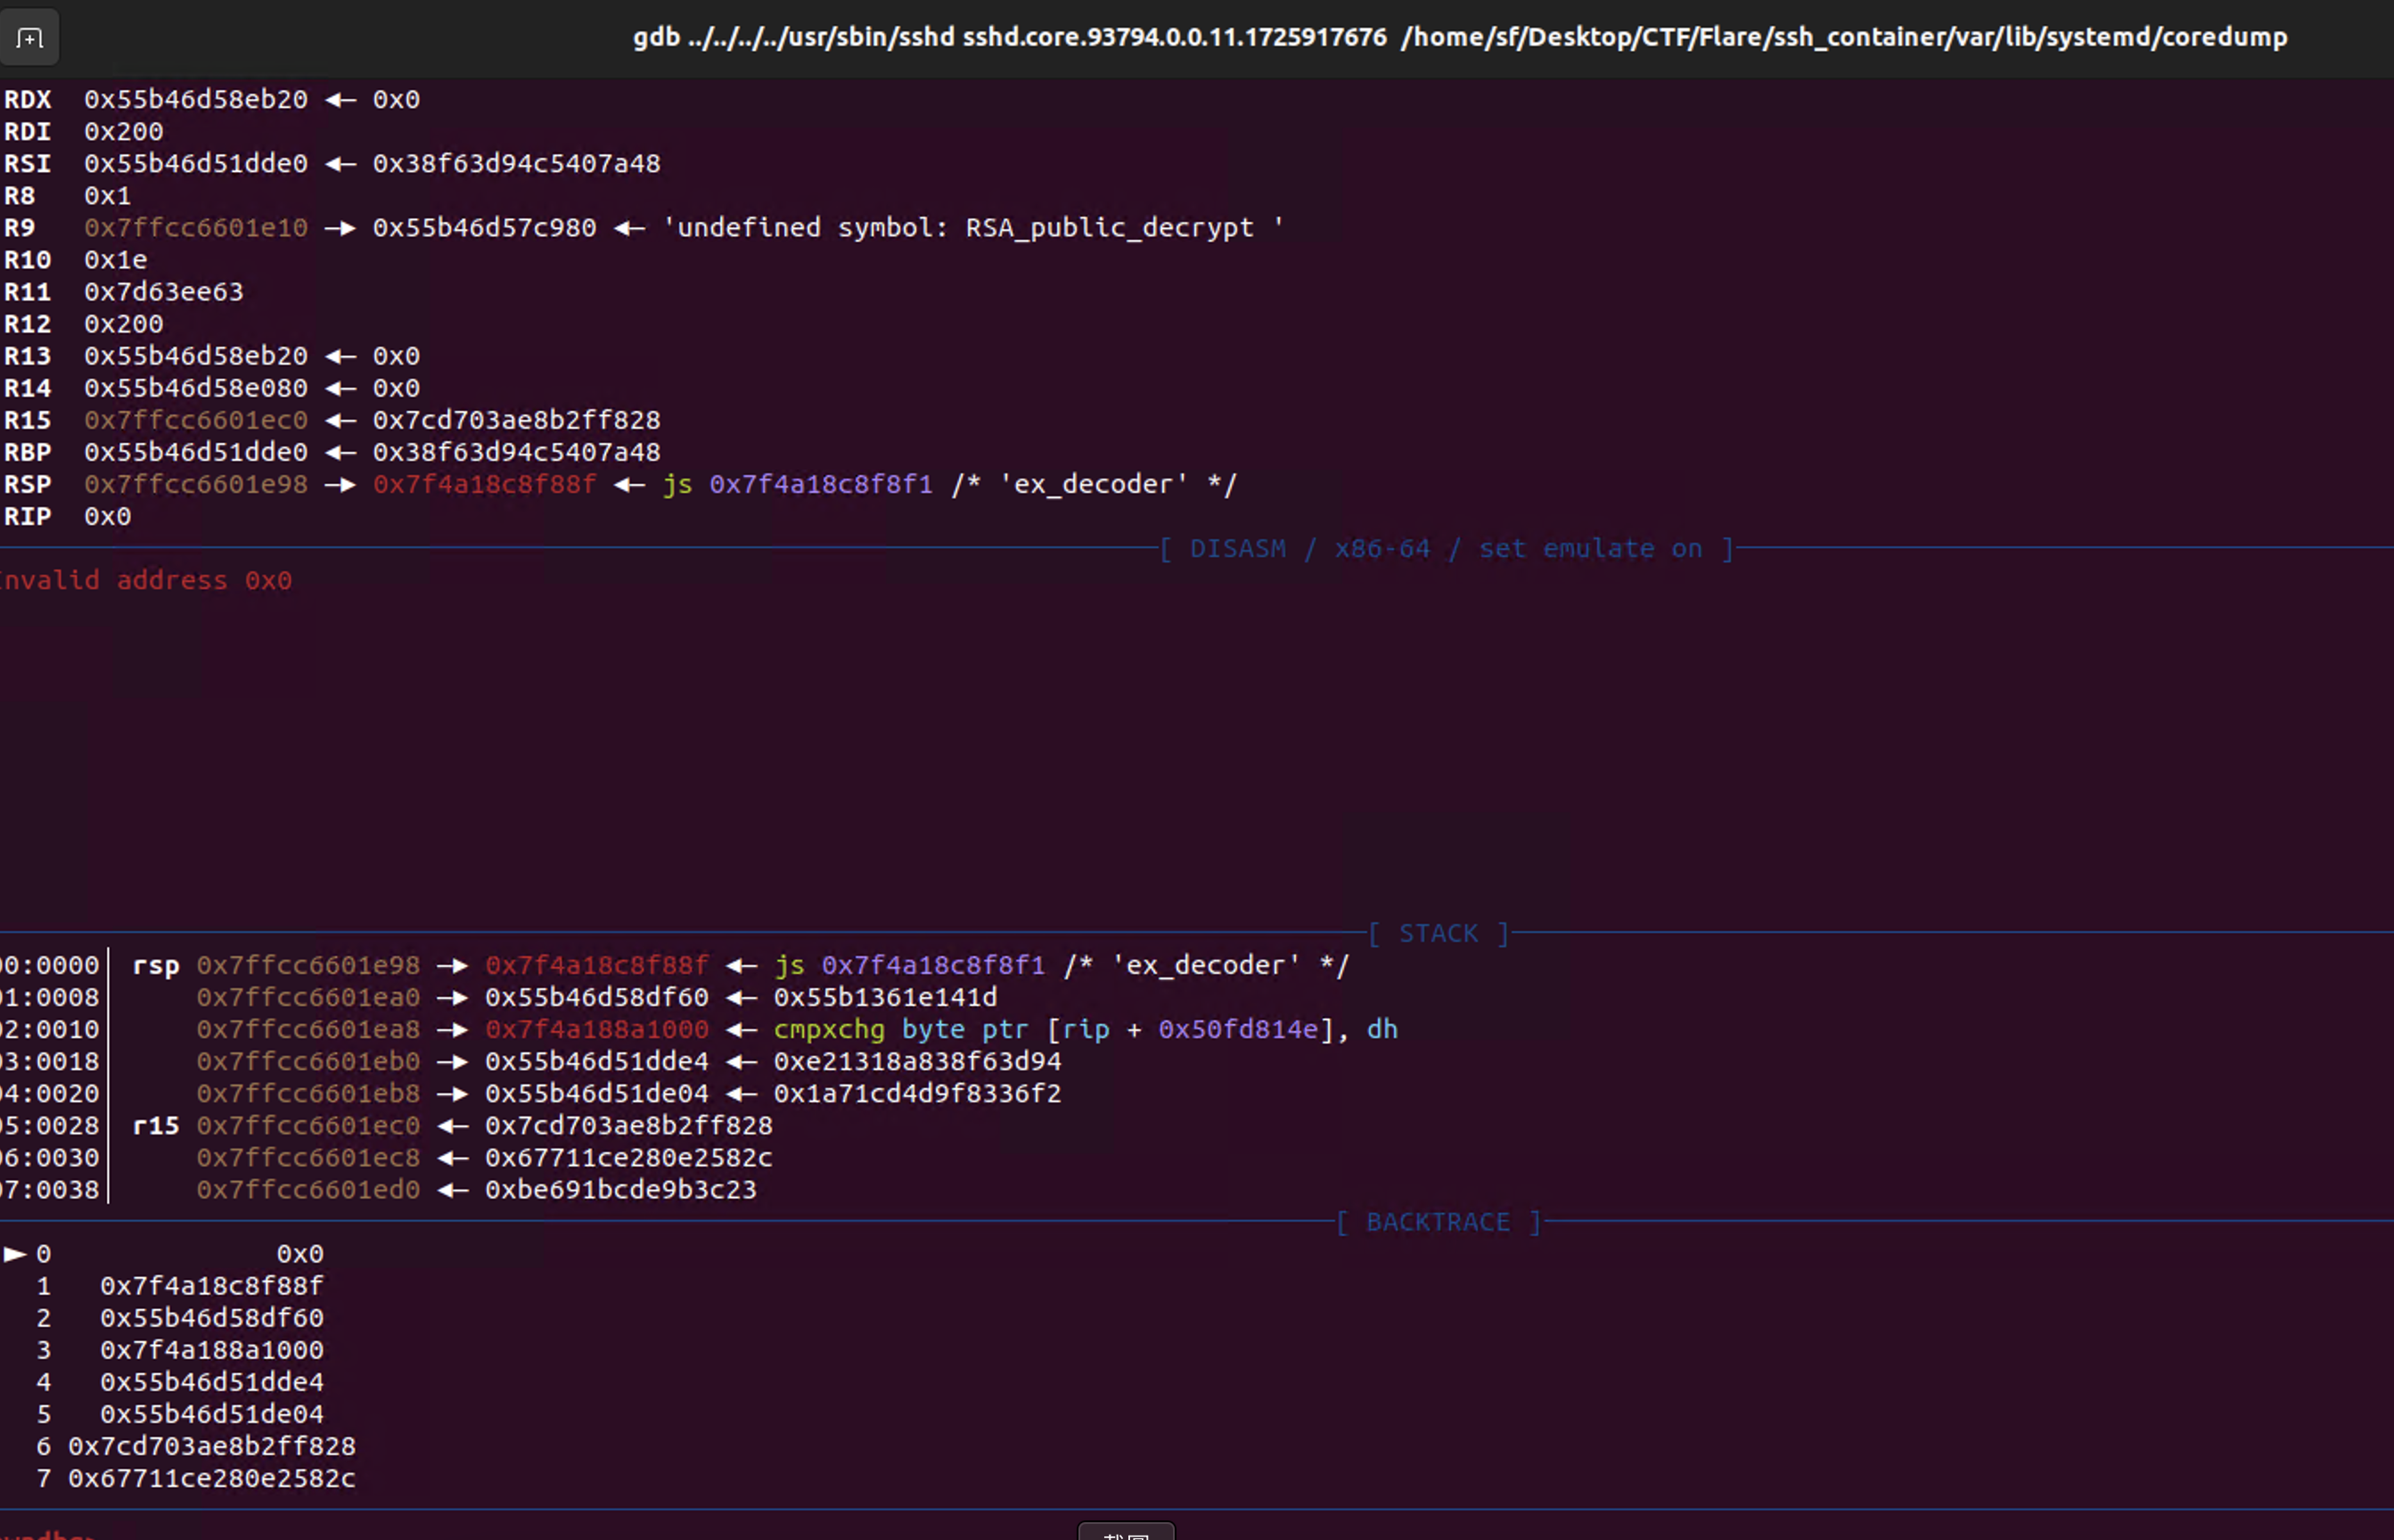 gdb ../../../../usr/sbin/sshd sshd.core.93794.0.0.11.1725917676 /home/sf/Desktop/CTF/Flare/ssh_container/var/lib/systemd/coredump
RDX 0x55b46d58eb20 ◂— 0x0
RDI 0x200
RSI 0x55b46d51dde0 ◂— 0x38f63d94c5407a48
R8 0x1
R9 0x7ffcc6601e10 —▸ 0x55b46d57c980 ◂— 'undefined symbol: RSA_public_decrypt '
R10 0x1e
R11 0x7d63ee63
R12 0x200
R13 0x55b46d58eb20 ◂— 0x0
R14 0x55b46d58e080 ◂— 0x0
R15 0x7ffcc6601ec0 ◂— 0x7cd703ae8b2ff828
RBP 0x55b46d51dde0 ◂— 0x38f63d94c5407a48
RSP 0x7ffcc6601e98 —▸ 0x7f4a18c8f88f ◂— js 0x7f4a18c8f8f1 /* 'ex_decoder' */
RIP 0x0
[ DISASM / x86-64 / set emulate on ]
nvalid address 0x0
[ STACK ]
00:0000│ rsp 0x7ffcc6601e98 —▸ 0x7f4a18c8f88f ◂— js 0x7f4a18c8f8f1 /* 'ex_decoder' */
01:0008│ 0x7ffcc6601ea0 —▸ 0x55b46d58df60 ◂— 0x55b1361e141d
02:0010│ 0x7ffcc6601ea8 —▸ 0x7f4a188a1000 ◂— cmpxchg byte ptr [rip + 0x50fd814e], dh
03:0018│ 0x7ffcc6601eb0 —▸ 0x55b46d51dde4 ◂— 0xe21318a838f63d94
04:0020│ 0x7ffcc6601eb8 —▸ 0x55b46d51de04 ◂— 0x1a71cd4d9f8336f2
05:0028│ r15 0x7ffcc6601ec0 ◂— 0x7cd703ae8b2ff828
06:0030│ 0x7ffcc6601ec8 ◂— 0x67711ce280e2582c
07:0038│ 0x7ffcc6601ed0 ◂— 0xbe691bcde9b3c23
[ BACKTRACE ]
► 0 0x0
1 0x7f4a18c8f88f
2 0x55b46d58df60
3 0x7f4a188a1000
4 0x55b46d51dde4
5 0x55b46d51de04
6 0x7cd703ae8b2ff828
7 0x67711ce280e2582c